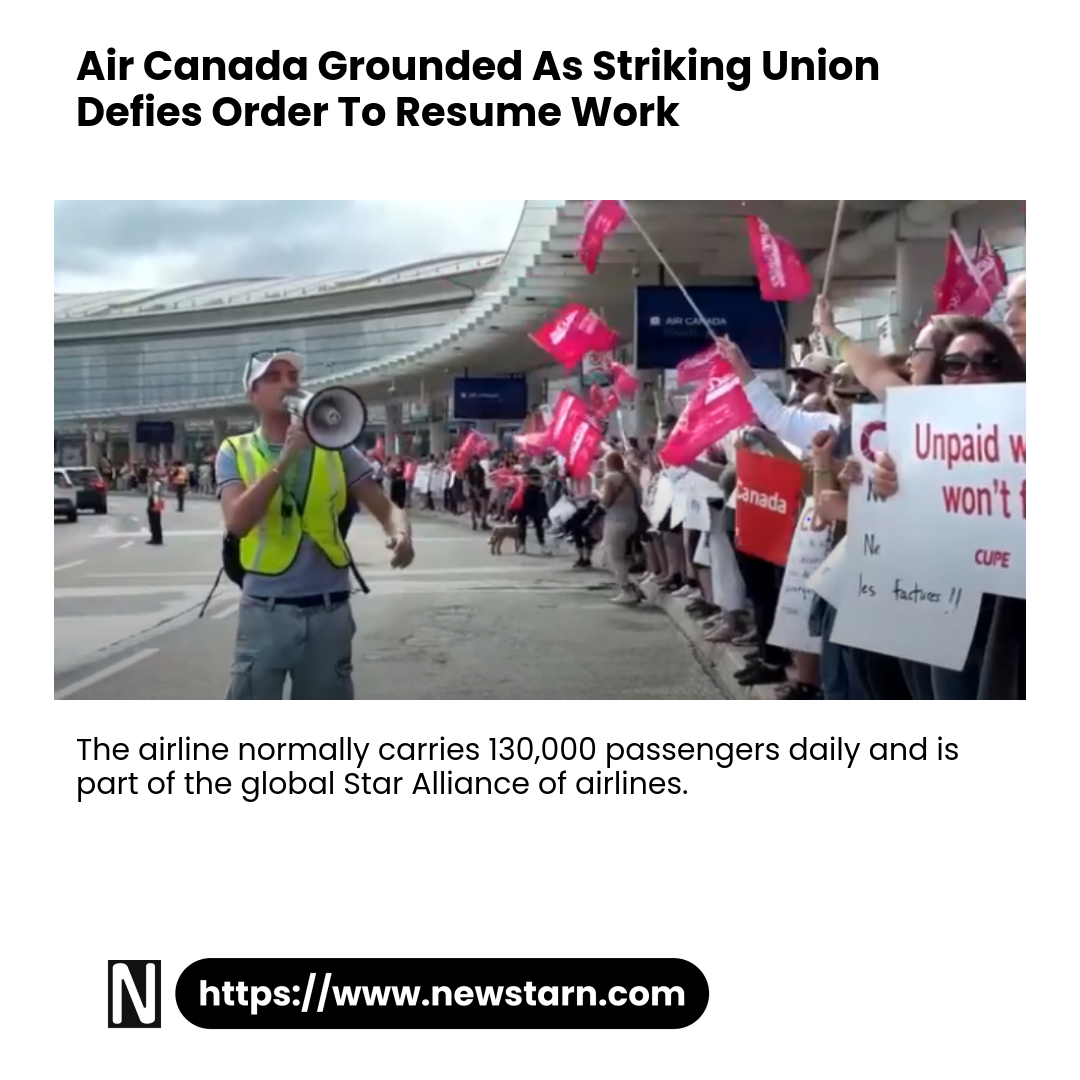 Air Canada Grounded As Striking Union
Defies Order To Resume Work
AIR CANADA
Canada
Unpaid
won't
CUPE
Ne
les factures !!
The airline normally carries 130,000 passengers daily and is
part of the global Star Alliance of airlines.
N
https://www.newstarn.com